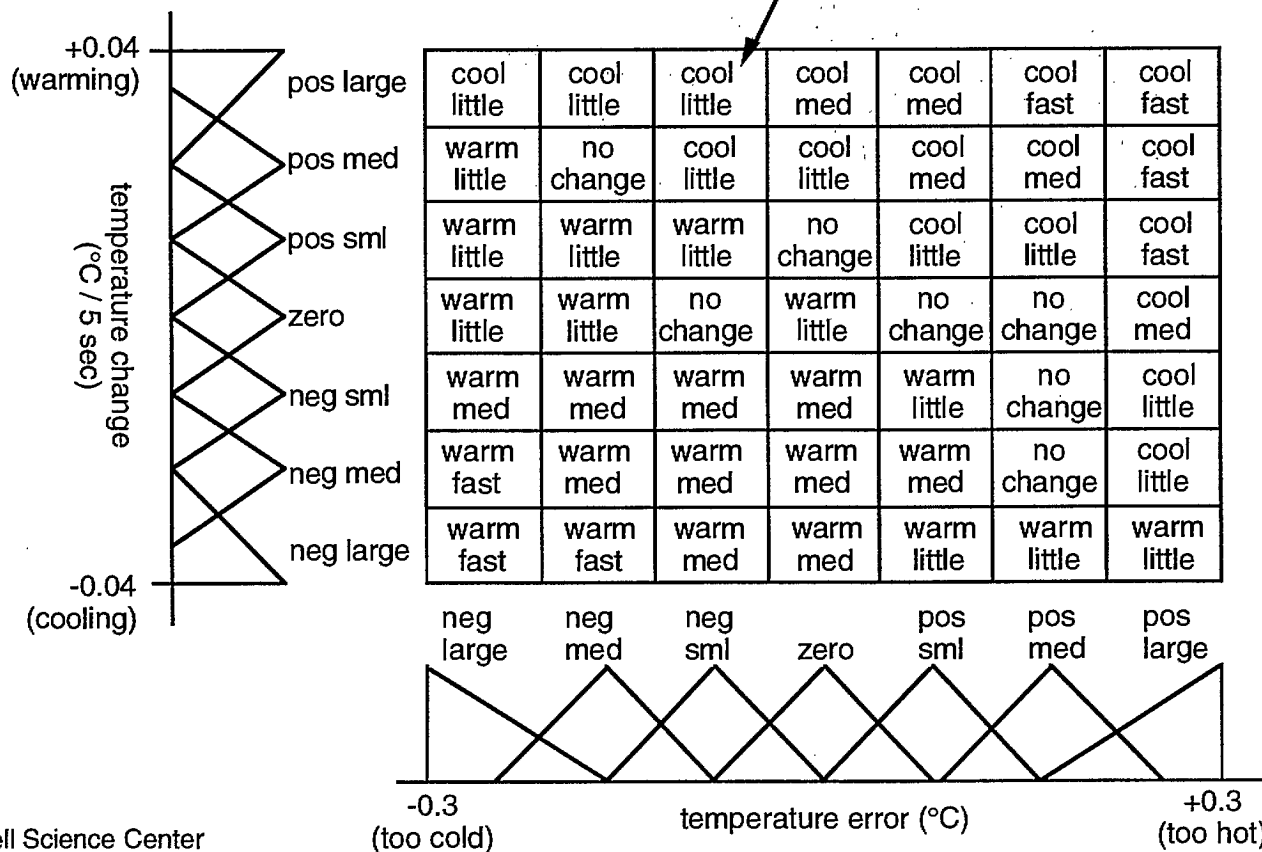 +0.04
(warming)
temperature change
(°C / 5 sec)
-0.04
(cooling)
pos large
cool little
cool little
cool little
cool med
cool med
cool fast
cool fast
pos med
warm little
no change
cool little
cool little
cool med
cool med
cool fast
pos sml
warm little
warm little
warm little
no change
cool little
cool little
cool fast
zero
warm little
warm little
no change
warm little
no change
no change
cool med
neg sml
warm med
warm med
warm med
warm med
warm little
no change
cool little
neg med
warm fast
warm med
warm med
warm med
warm med
no change
cool little
neg large
warm fast
warm fast
warm med
warm med
warm little
warm little
warm little
neg large
neg med
neg sml
zero
pos sml
pos med
pos large
-0.3
(too cold)
temperature error (°C)
+0.3
(too hot)
ell Science Center